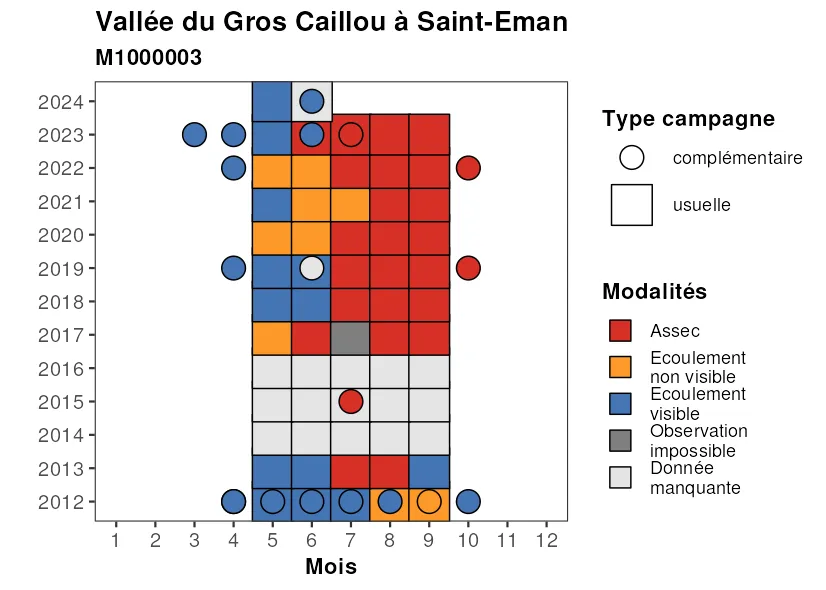 Vallée du Gros Caillou à Saint-Eman
M1000003
2024
2023
2022
2021
2020
2019
2018
2017
2016
2015
2014
2013
2012
1 2 3 4 5 6 7 8 9 10 11 12
Mois
Type campagne
complémentaire
usuelle
Modalités
Assec
Ecoulement
non visible
Ecoulement
visible
Observation
impossible
Donnée
manquante